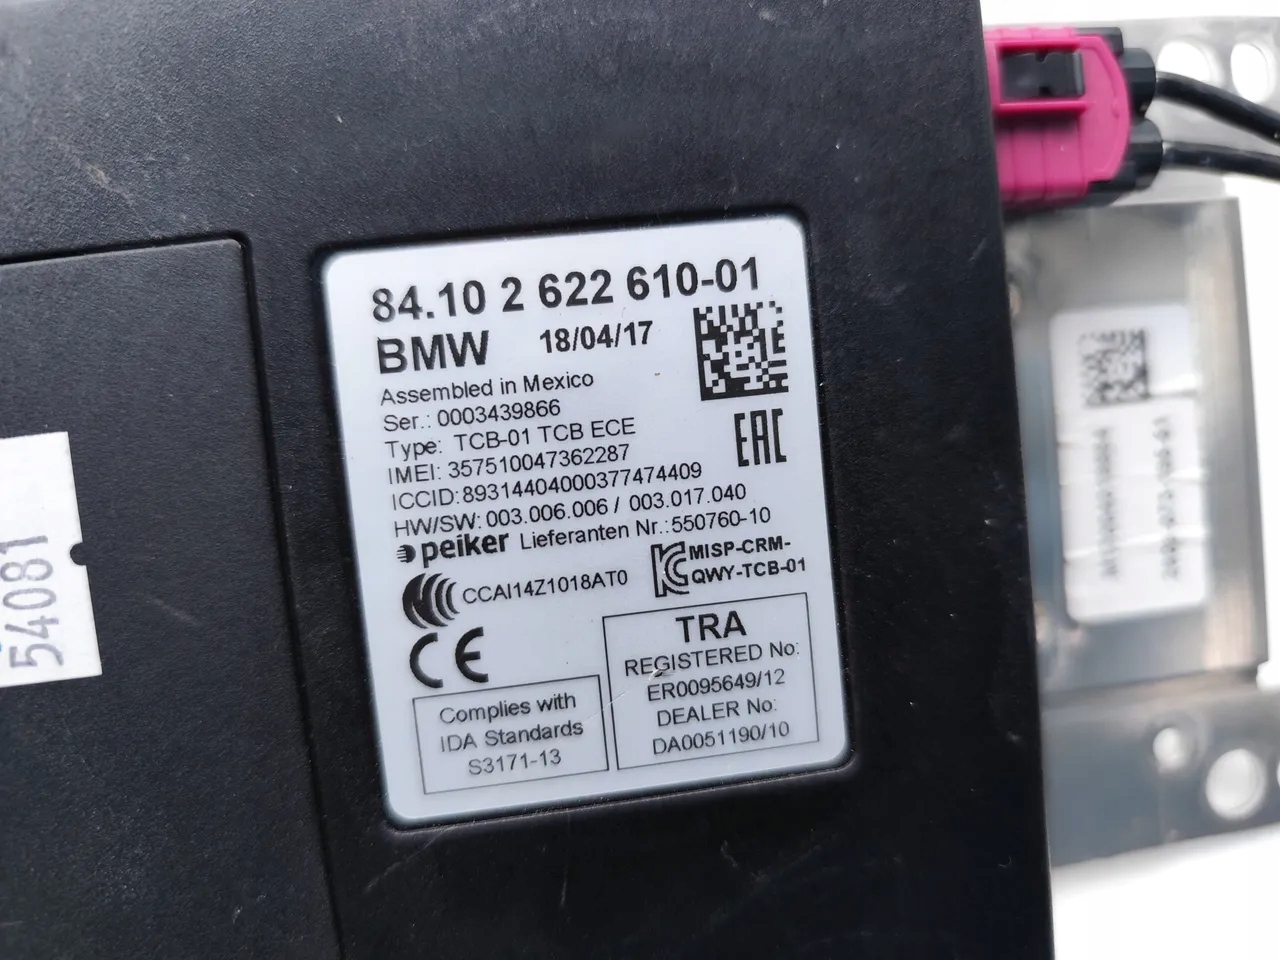 84.10 2 622 610-01
BMW 18/04/17
Assembled in Mexico
Ser.: 0003439866
Type: TCB-01 TCB ECE
IMEI: 357510047362287
ICCID:89314404000377474409
HW/SW: 003.006.006 / 003.017.040
peiker Lieferanten Nr.:550760-10
EAC
CCAI14Z1018AT0
MISP-CRM-
QWY-TCB-01
CE
Complies with
IDA Standards
S3171-13
TRA
REGISTERED No:
ER0095649/12
DEALER No:
DA0051190/10
54081